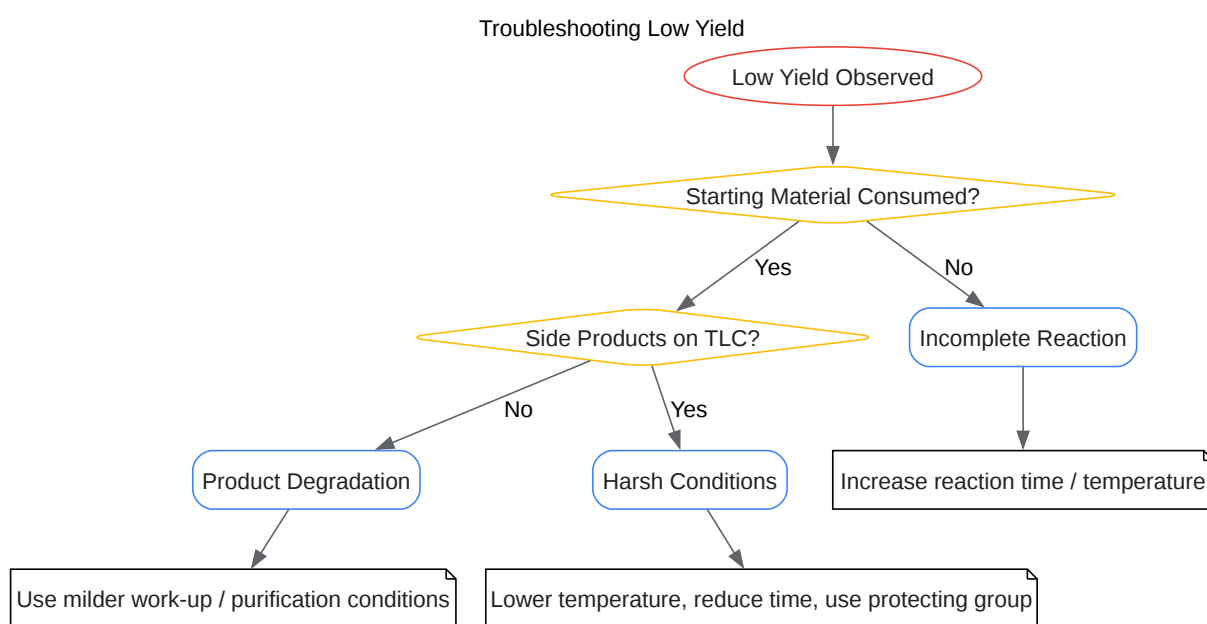 Troubleshooting Low Yield
Low Yield Observed
Starting Material Consumed?
Yes
No
Side Products on TLC?
Incomplete Reaction
No
Yes
Product Degradation
Harsh Conditions
Increase reaction time / temperature
Use milder work-up / purification conditions
Lower temperature, reduce time, use protecting group